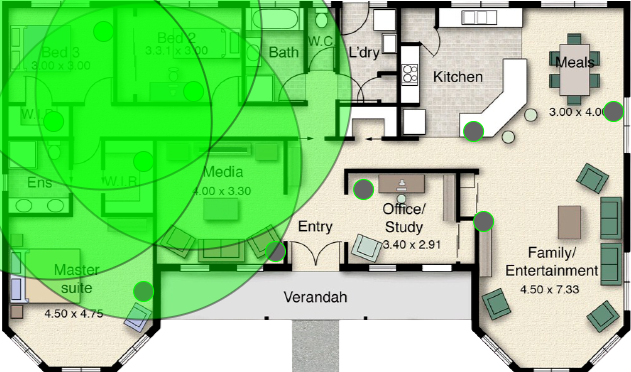 Bed 3
3.00 x 3.00
Bed 2
3.31 x 3.00
Bath
W.C
L'dry
Kitchen
Meals
3.00 x 4.00
W.I.R
Ens
W.I.R
Media
4.00 x 3.30
Entry
Office/
Study
3.40 x 2.91
Master
suite
4.50 x 4.75
Verandah
Family/
Entertainment
4.50 x 7.33